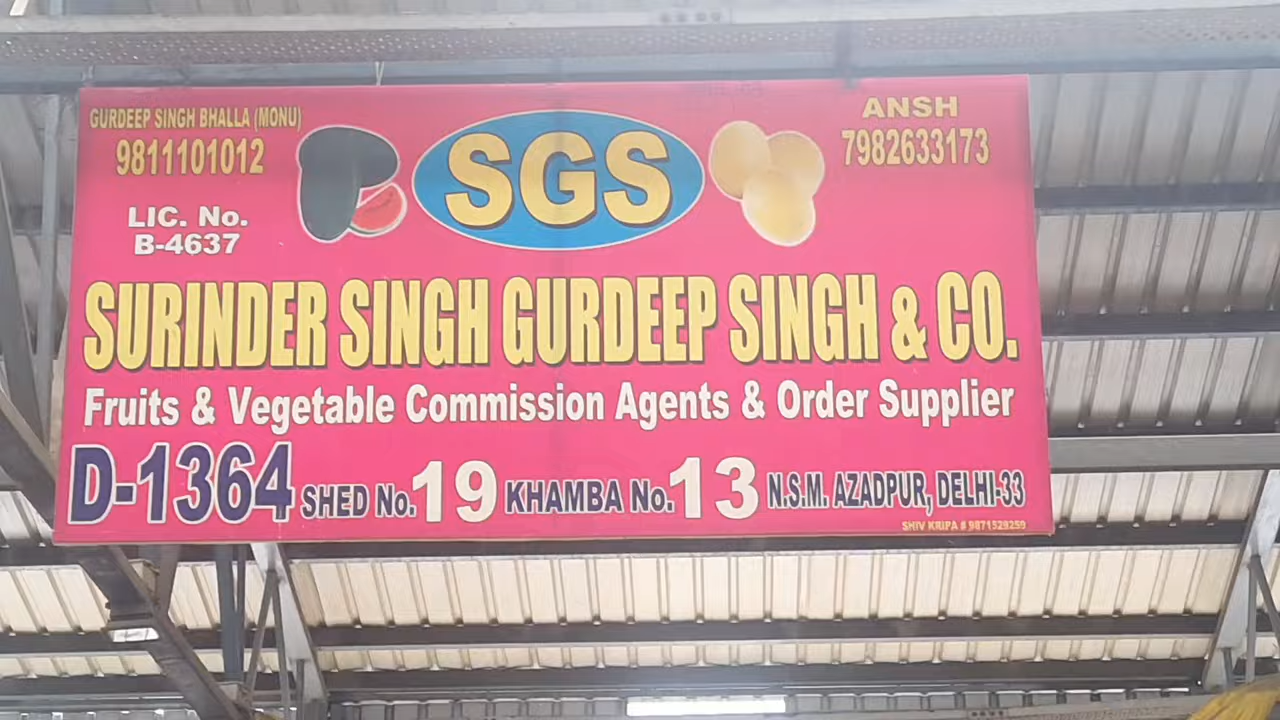 GURDEEP SINGH BHALLA (MONU)
9811101012
LIC. No.
B-4637
SGS
ANSH
7982633173
SURINDER SINGH GURDEEP SINGH & CO.
Fruits & Vegetable Commission Agents & Order Supplier
D-1364 SHED No. 19 KHAMBA No. 13 N.S.M. AZADPUR, DELHI-33
SHIV KRIPA # 9871529259